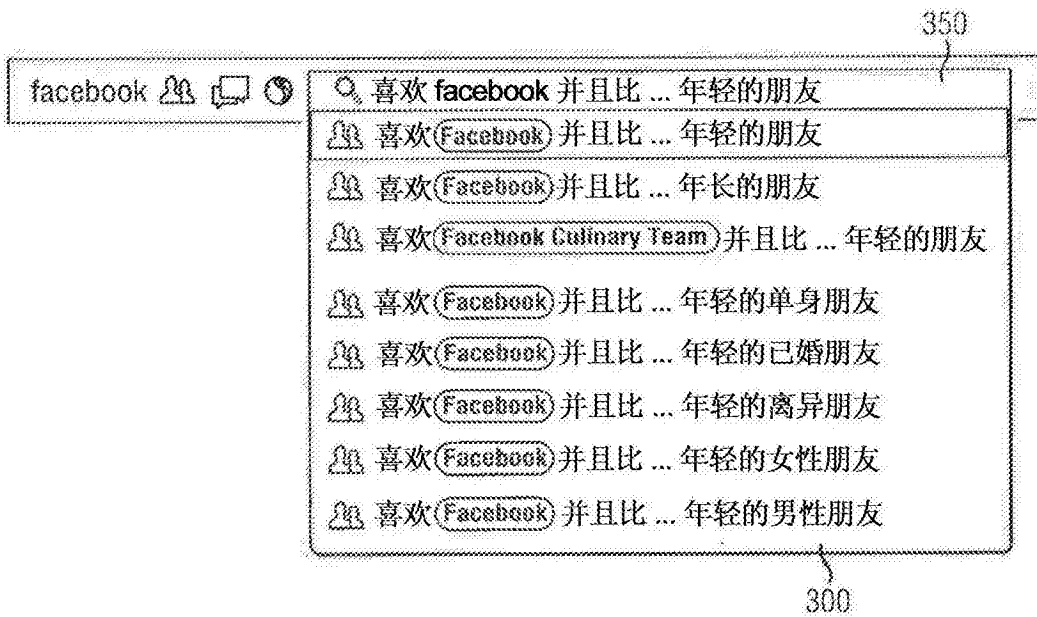 350
facebook 喜欢 facebook 并且比 ... 年轻的朋友
喜欢 Facebook 并且比 ... 年轻的朋友
喜欢 Facebook 并且比 ... 年长的朋友
喜欢 Facebook Culinary Team 并且比 ... 年轻的朋友
喜欢 Facebook 并且比 ... 年轻的单身朋友
喜欢 Facebook 并且比 ... 年轻的已婚朋友
喜欢 Facebook 并且比 ... 年轻的离异朋友
喜欢 Facebook 并且比 ... 年轻的女性朋友
喜欢 Facebook 并且比 ... 年轻的男性朋友
300